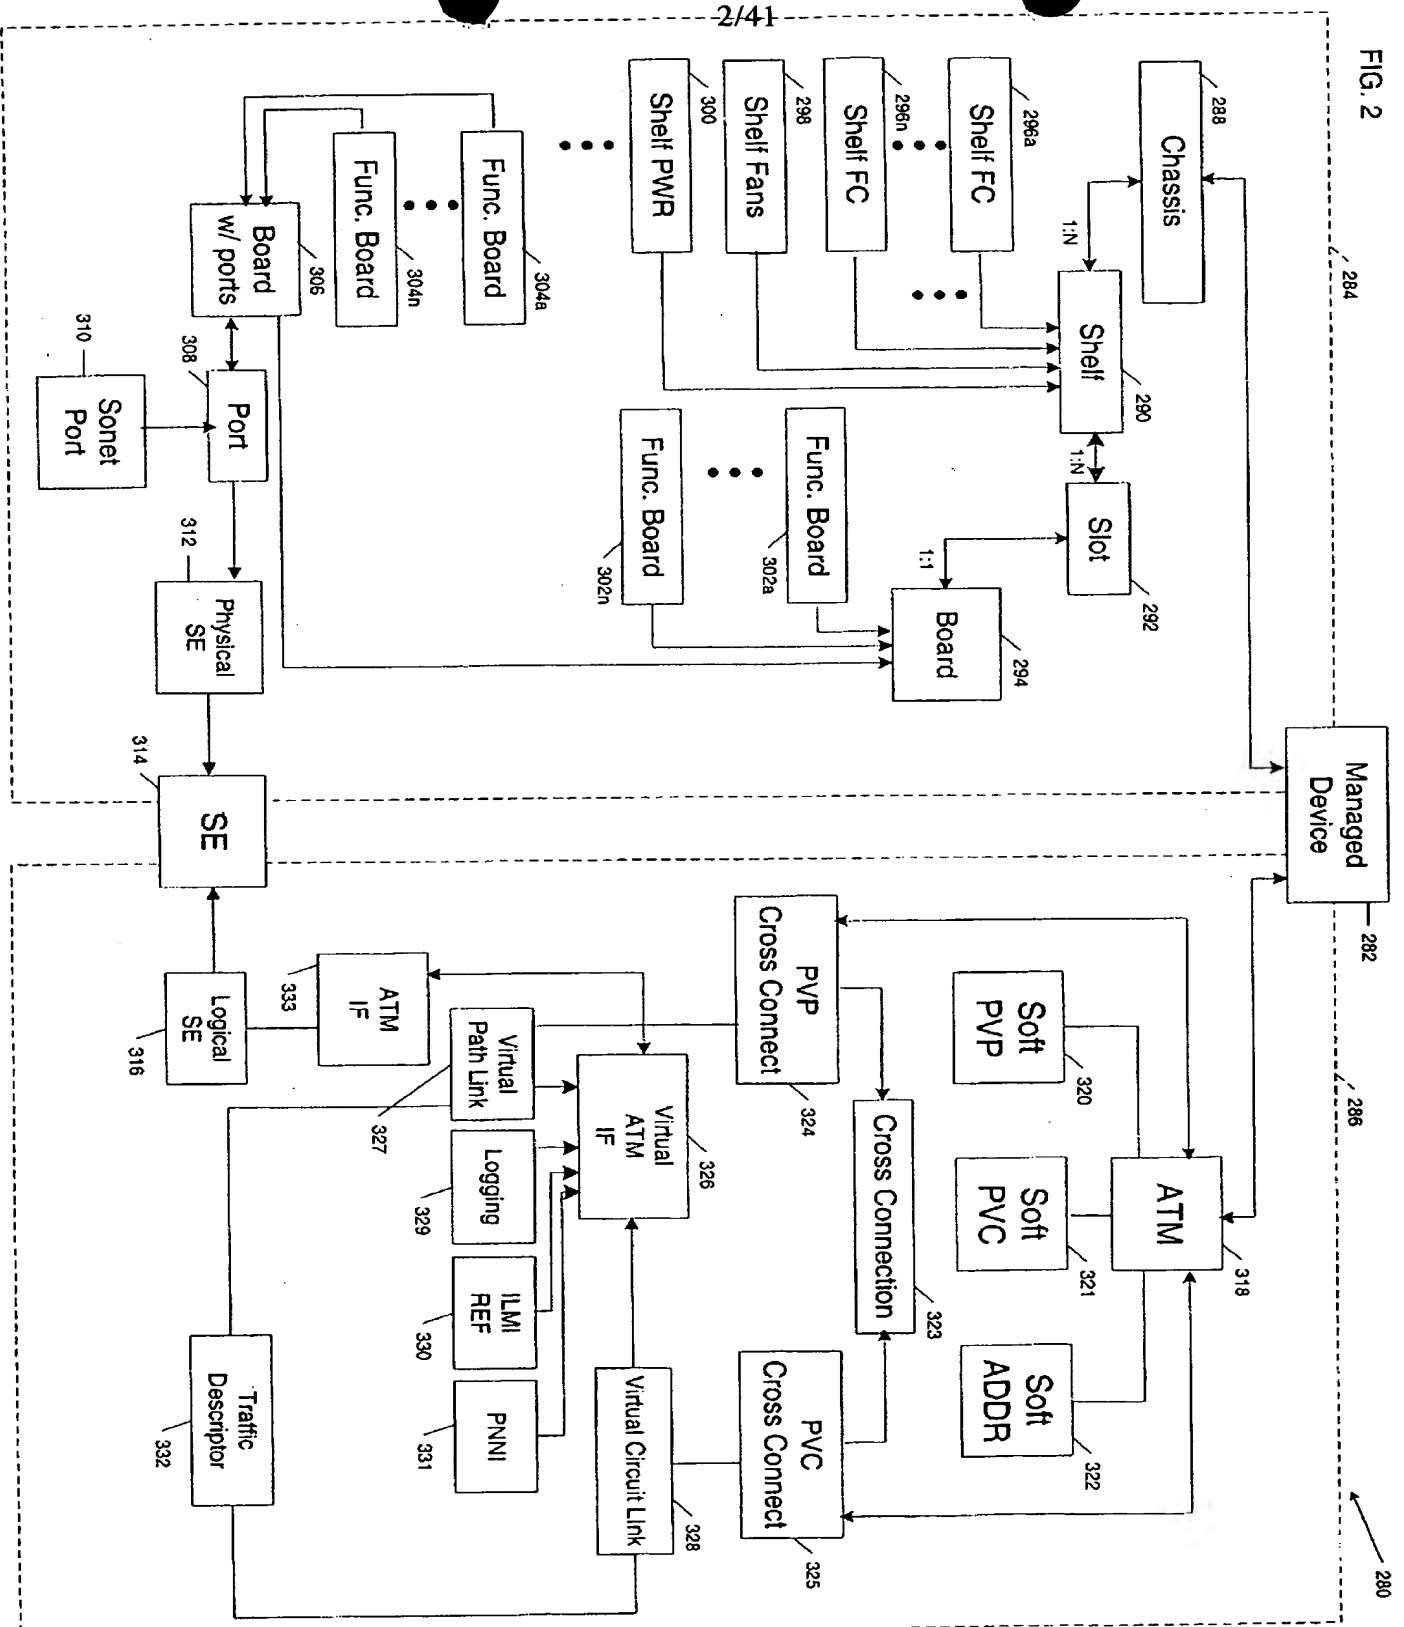 2/41
FIG. 2
280
Managed
Device
282
284
286
288
Chassis
1:N
Shelf
290
1:N
Slot
292
1:1
Board
294
296a
Shelf FC
296n
Shelf FC
298
Shelf Fans
300
Shelf PWR
Func. Board
302a
Func. Board
302n
Func. Board
304a
Func. Board
304n
Board
w/ ports
306
308
Port
310
Sonet
Port
312
Physical
SE
314
SE
Logical
SE
316
ATM
318
Soft
PVP
320
Soft
PVC
321
Soft
ADDR
322
Cross Connection
323
PVP
Cross Connect
324
PVC
Cross Connect
325
Virtual
ATM
IF
326
Virtual
Path Link
327
Virtual Circuit Link
328
Logging
329
ILMI
REF
330
PNNI
331
Traffic
Descriptor
332
ATM
IF
333